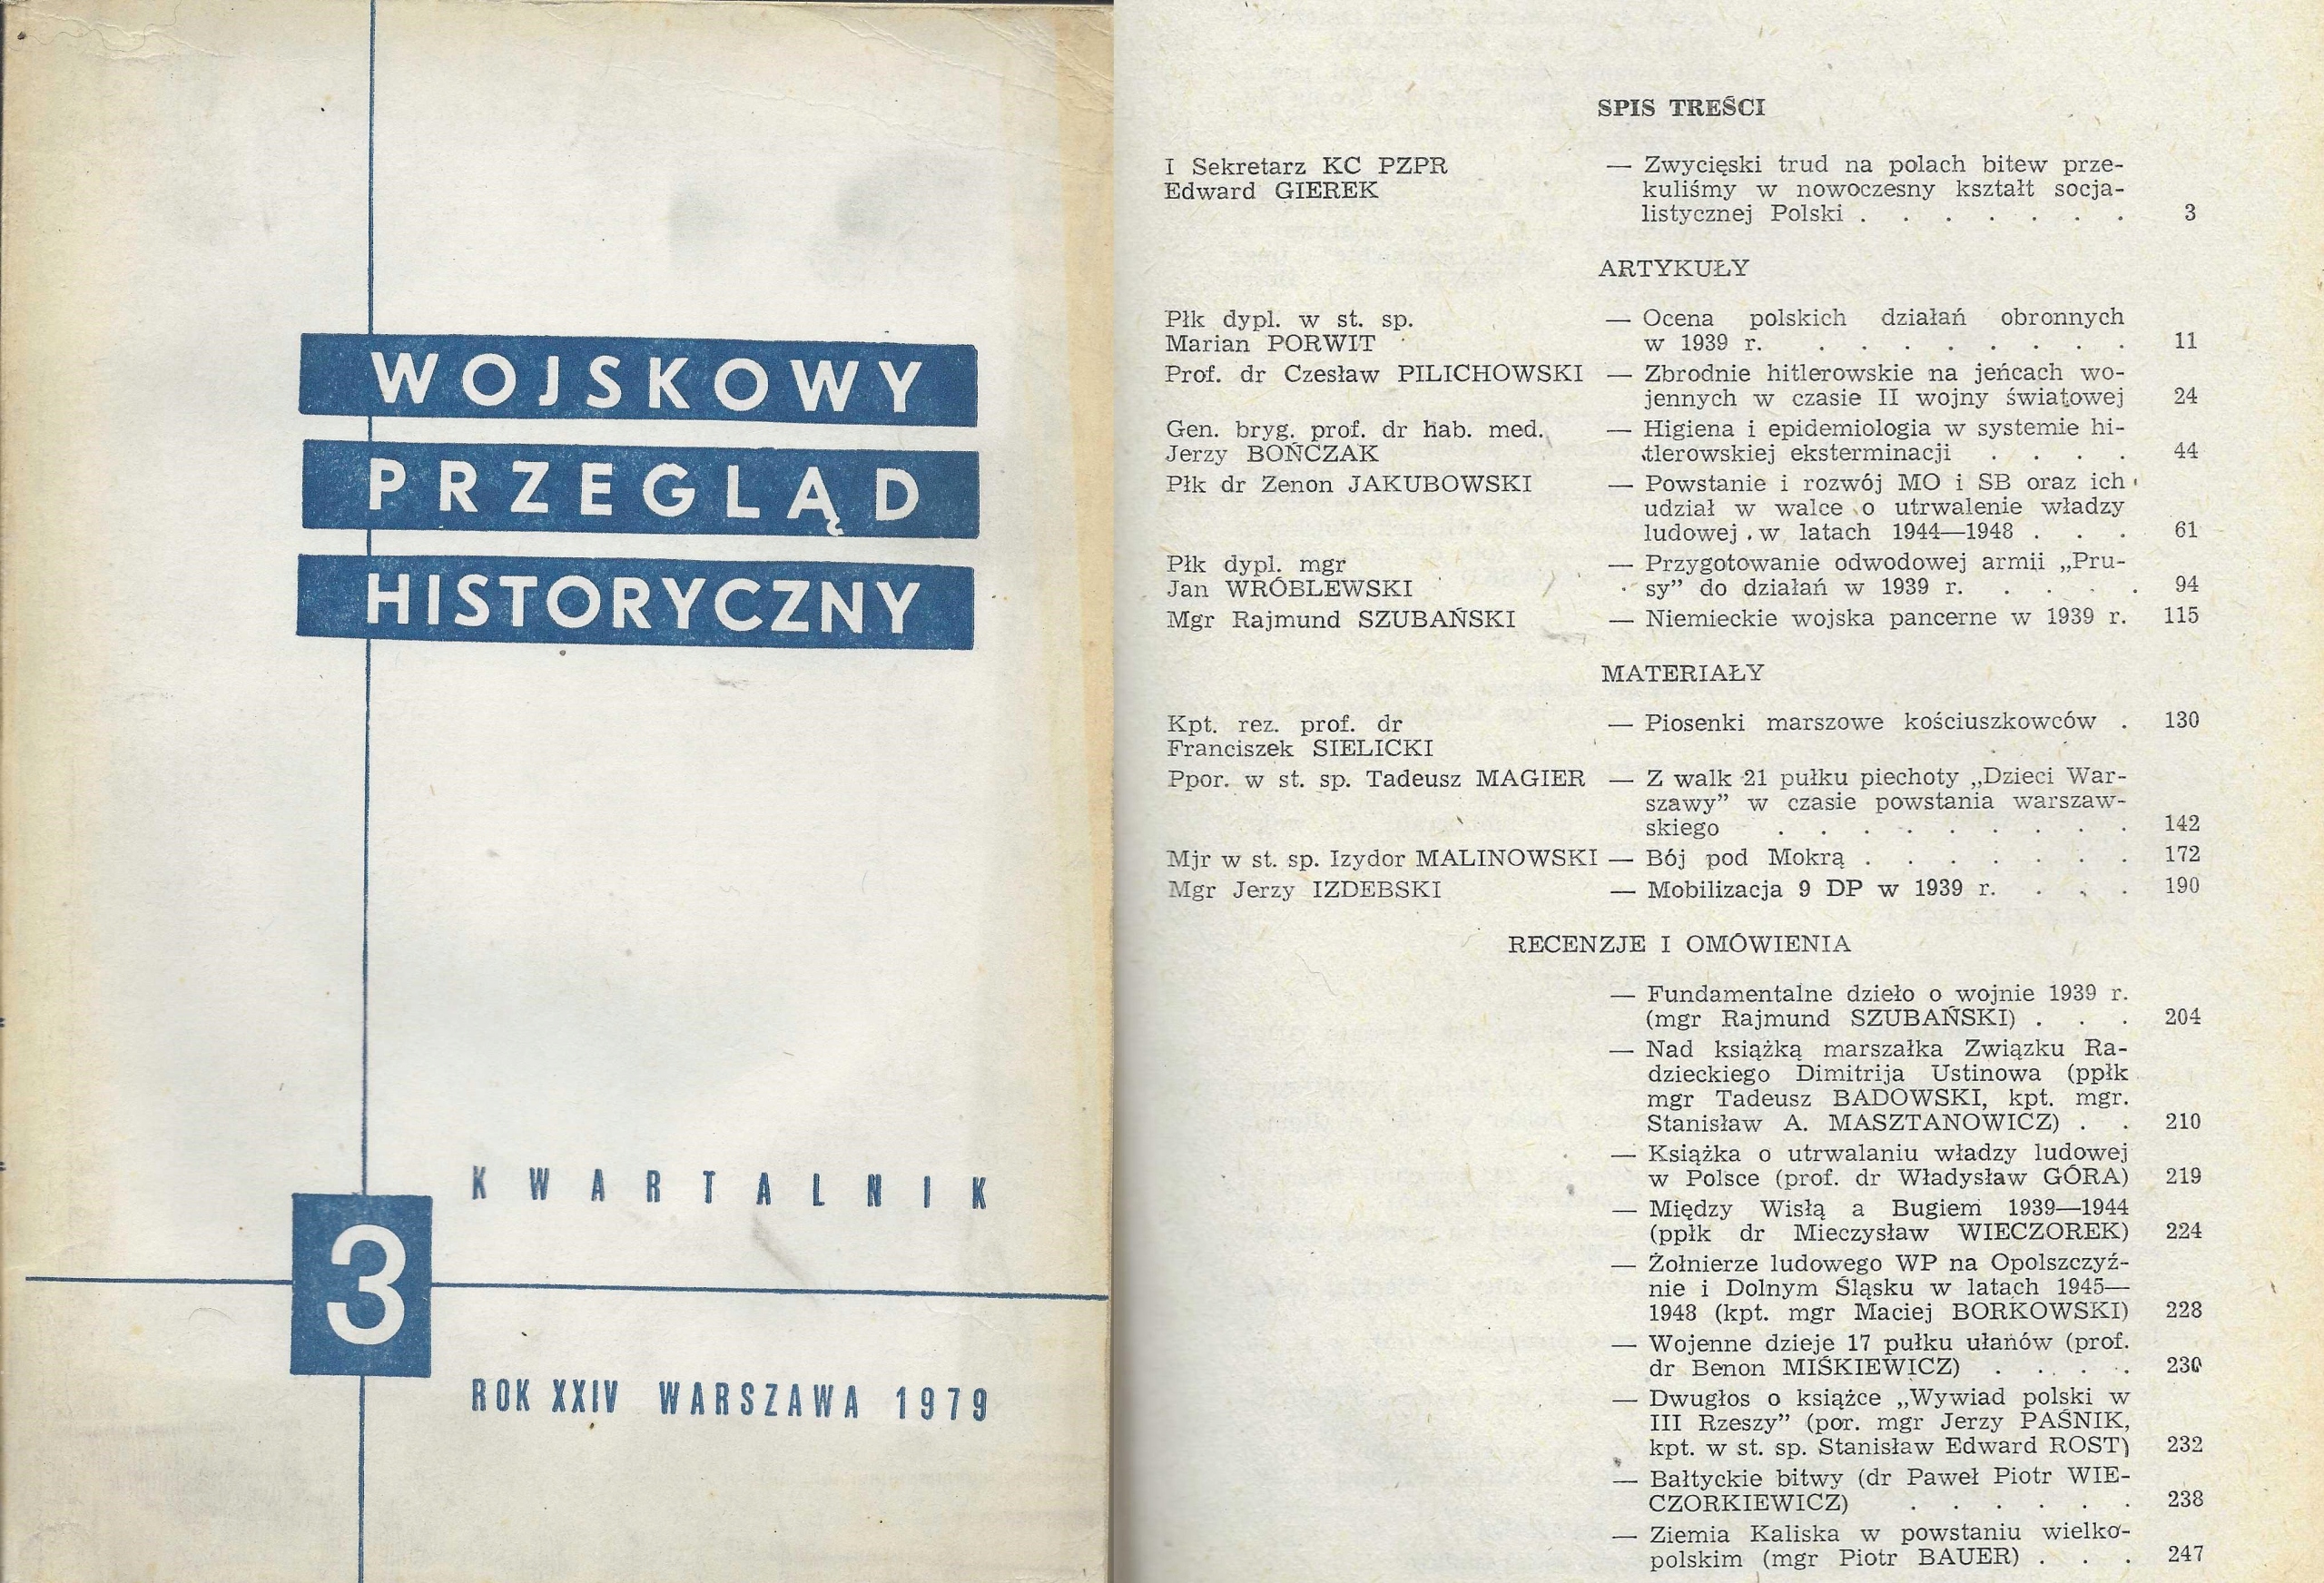 WOJSKOWY
PRZEGLĄD
HISTORYCZNY
KWARTALNIK
3
ROK XXIV WARSZAWA 1979
SPIS TREŚCI
I Sekretarz KC PZPR
Edward GIEREK
— Zwycięski trud na polach bitew prze-
kuliśmy w nowoczesny kształt socja-
listycznej Polski . . . . . . . 3
ARTYKUŁY
Płk dypl. w st. sp.
Marian PORWIT
— Ocena polskich działań obronnych
w 1939 r. . . . . . . . . 11
Prof. dr Czesław PILICHOWSKI — Zbrodnie hitlerowskie na jeńcach wo-
jennych w czasie II wojny światowej 24
Gen. bryg. prof. dr hab. med.
Jerzy BOŃCZAK
— Higiena i epidemiologia w systemie hi-
tlerowskiej eksterminacji . . . . 44
Płk dr Zenon JAKUBOWSKI — Powstanie i rozwój MO i SB oraz ich
udział w walce o utrwalenie władzy
ludowej w latach 1944—1948 . . . 61
Płk dypl. mgr
Jan WRÓBLEWSKI
— Przygotowanie odwodowej armii „Pru-
sy” do działań w 1939 r. . . . . 94
Mgr Rajmund SZUBAŃSKI — Niemieckie wojska pancerne w 1939 r. 115
MATERIAŁY
Kpt. rez. prof. dr
Franciszek SIELICKI
— Piosenki marszowe kościuszkowców . 130
Ppor. w st. sp. Tadeusz MAGIER — Z walk 21 pułku piechoty „Dzieci War-
szawy” w czasie powstania warszaw-
skiego . . . . . . . . . 142
Mjr w st. sp. Izydor MALINOWSKI — Bój pod Mokrą . . . . . . . 172
Mgr Jerzy IZDEBSKI — Mobilizacja 9 DP w 1939 r. . . . 190
RECENZJE I OMÓWIENIA
— Fundamentalne dzieło o wojnie 1939 r.
(mgr Rajmund SZUBAŃSKI) . . . 204
— Nad książką marszałka Związku Ra-
dzieckiego Dimitrija Ustinowa (ppłk
mgr Tadeusz BADOWSKI, kpt. mgr.
Stanisław A. MASZTANOWICZ) . . 210
— Książka o utrwalaniu władzy ludowej
w Polsce (prof. dr Władysław GÓRA) 219
— Między Wisłą a Bugiem 1939—1944
(ppłk dr Mieczysław WIECZOREK) 224
— Żołnierze ludowego WP na Opolszczyź-
nie i Dolnym Śląsku w latach 1945—
1948 (kpt. mgr Maciej BORKOWSKI) 228
— Wojenne dzieje 17 pułku ułanów (prof.
dr Benon MIŚKIEWICZ) . . . . 230
— Dwugłos o książce „Wywiad polski w
III Rzeszy” (por. mgr Jerzy PAŚNIK,
kpt. w st. sp. Stanisław Edward ROST) 232
— Bałtyckie bitwy (dr Paweł Piotr WIE-
CZORKIEWICZ) . . . . . 238
— Ziemia Kaliska w powstaniu wielko-
polskim (mgr Piotr BAUER) . . . 247